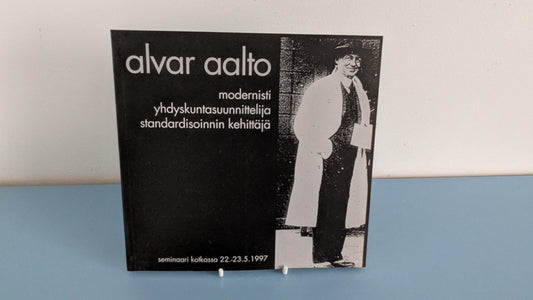 alvar aalto
modernisti
yhdyskuntasuunnittelija
standardisoinnin kehittäjä
seminaari kotkassa 22.-23.5.1997